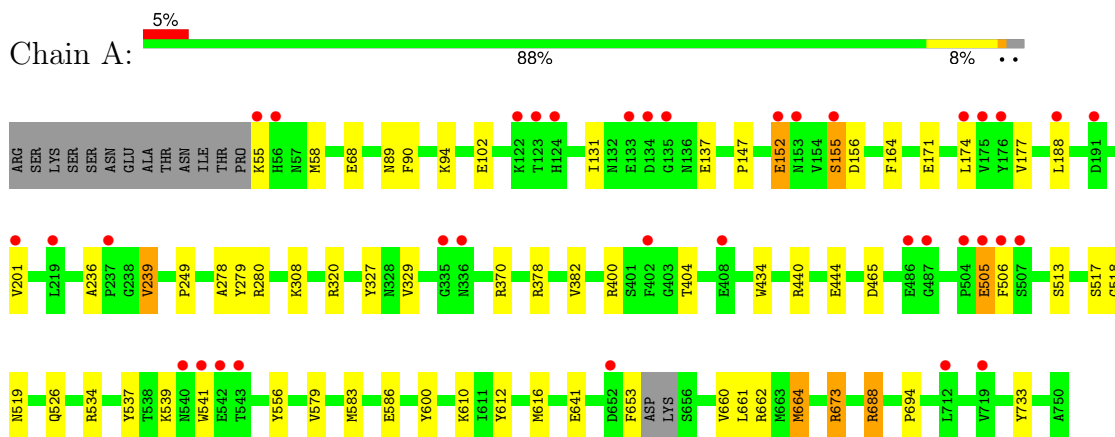 5%
Chain A:
88% 8% • •
ARG SER LYS SER SER ASN GLU ALA THR ASN ILE THR PRO K55 H56 N57 M58 E68 N89 F90 K94 E102 K122 T123 H124 I131 N132 E133 D134 G135 N136 E137 P147 E152 N153 V154 S155 D156 F164 E171 L174 V175 Y176 V177 L188 D191
V201 L219 A236 P237 G238 V239 P249 A278 Y279 R280 K308 R320 Y327 N328 V329 G335 N336 R370 R378 V382 R400 S401 F402 G403 T404 E408 W434 R440 E444 D465 E486 G487 P504 E505 F506 S507 S513 S517 G518
N519 Q526 R534 Y537 T538 K539 N540 W541 E542 T543 Y556 V579 M583 E586 Y600 K610 I611 Y612 M616 E641 D652 F653 ASP LYS S656 V660 L661 R662 M663 M664 R673 R688 P694 L712 V719 Y733 A750